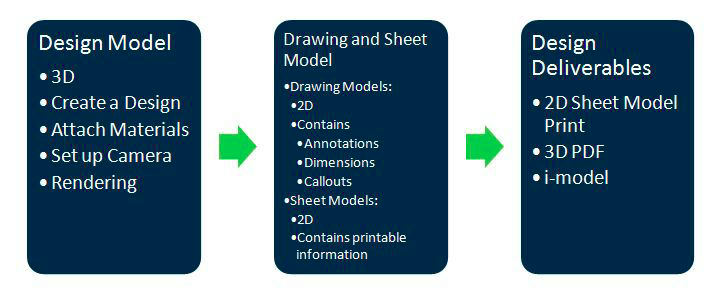 Design Model
• 3D
• Create a Design
• Attach Materials
• Set up Camera
• Rendering
Drawing and Sheet
Model
•Drawing Models:
•2D
•Contains
•Annotations
•Dimensions
•Callouts
•Sheet Models:
•2D
•Contains printable
information
Design
Deliverables
• 2D Sheet Model
Print
• 3D PDF
• i-model